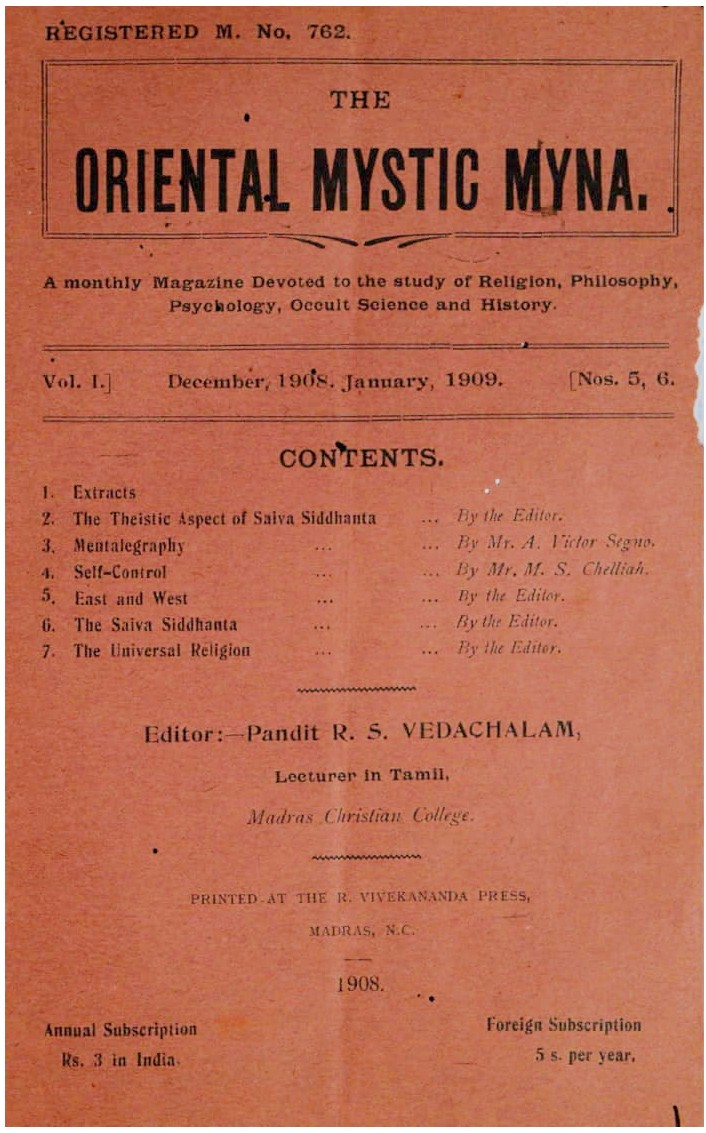 REGISTERED M. No. 762.
THE
ORIENTAL MYSTIC MYNA.
A monthly Magazine Devoted to the study of Religion, Philosophy,
Psychology, Occult Science and History.
Vol. I.] December, 1908. January, 1909. [Nos. 5, 6.
CONTENTS.
1. Extracts
2. The Theistic Aspect of Saiva Siddhanta ... By the Editor.
3. Mentalegraphy ... ... By Mr. A. Victor Segno.
4. Self-Control ... ... By Mr. M. S. Chelliah.
5. East and West ... ... By the Editor.
6. The Saiva Siddhanta ... ... By the Editor.
7. The Universal Religion ... ... By the Editor.
Editor:—Pandit R. S. VEDACHALAM,
Lecturer in Tamil,
Madras Christian College.
PRINTED AT THE R. VIVEKANANDA PRESS,
MADRAS, N.C.
1908.
Annual Subscription
Rs. 3 in India.
Foreign Subscription
5 s. per year.